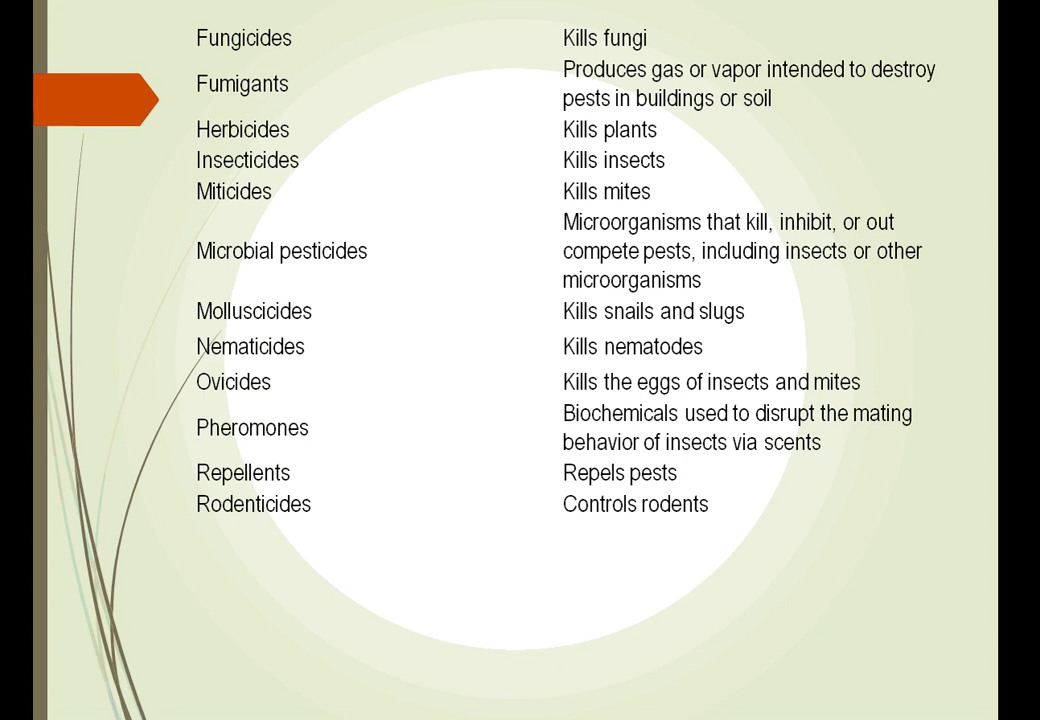 Fungicides Kills fungi
Fumigants Produces gas or vapor intended to destroy
pests in buildings or soil
Herbicides Kills plants
Insecticides Kills insects
Miticides Kills mites
Microbial pesticides Microorganisms that kill, inhibit, or out
compete pests, including insects or other
microorganisms
Molluscicides Kills snails and slugs
Nematicides Kills nematodes
Ovicides Kills the eggs of insects and mites
Pheromones Biochemicals used to disrupt the mating
behavior of insects via scents
Repellents Repels pests
Rodenticides Controls rodents